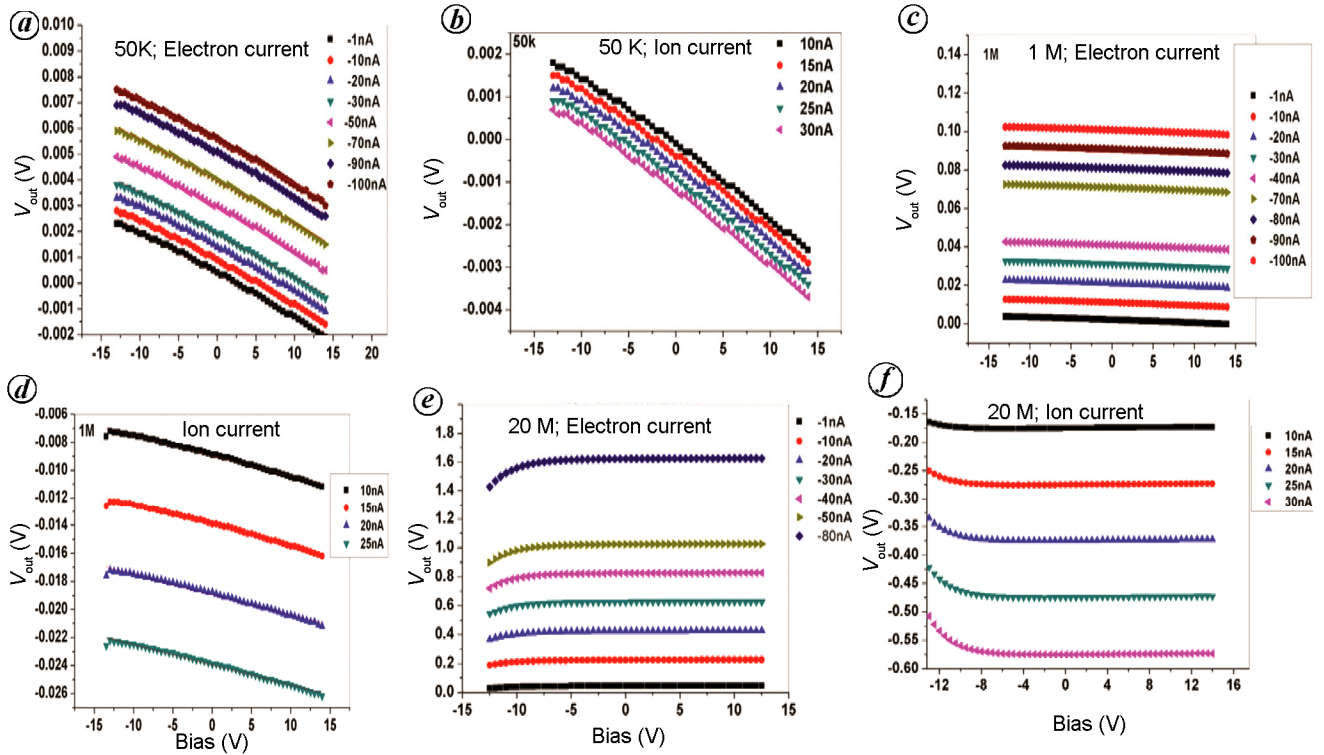 a
50K; Electron current
0.010
0.009
0.008
0.007
0.006
0.005
0.004
0.003
0.002
0.001
0.000
-0.001
-0.002
Vout (V)
-15 -10 -5 0 5 10 15 20
-1nA
-10nA
-20nA
-30nA
-50nA
-70nA
-90nA
-100nA
b
50k
50 K; Ion current
0.002
0.001
0.000
-0.001
-0.002
-0.003
-0.004
Vout (V)
-15 -10 -5 0 5 10 15
10nA
15nA
20nA
25nA
30nA
c
1M
1 M; Electron current
0.14
0.12
0.10
0.08
0.06
0.04
0.02
0.00
Vout (V)
-15 -10 -5 0 5 10 15
-1nA
-10nA
-20nA
-30nA
-40nA
-70nA
-80nA
-90nA
-100nA
d
1M
Ion current
-0.006
-0.008
-0.010
-0.012
-0.014
-0.016
-0.018
-0.020
-0.022
-0.024
-0.026
Vout (V)
-15 -10 -5 0 5 10 15
Bias (V)
10nA
15nA
20nA
25nA
e
20 M; Electron current
1.8
1.6
1.4
1.2
1.0
0.8
0.6
0.4
0.2
0.0
Vout (V)
-15 -10 -5 0 5 10 15
Bias (V)
-1nA
-10nA
-20nA
-30nA
-40nA
-50nA
-80nA
f
20 M; Ion current
-0.15
-0.20
-0.25
-0.30
-0.35
-0.40
-0.45
-0.50
-0.55
-0.60
Vout (V)
-12 -8 -4 0 4 8 12 16
Bias (V)
10nA
15nA
20nA
25nA
30nA